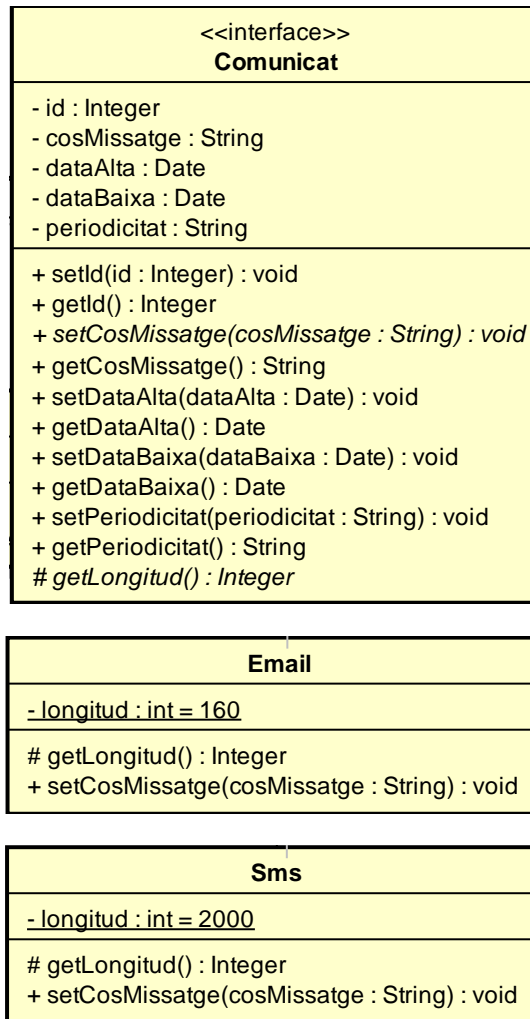 <<interface>>
Comunicat
- id : Integer
- cosMissatge : String
- dataAlta : Date
- dataBaixa : Date
- periodicitat : String
+ setId(id : Integer) : void
+ getId() : Integer
+ setCosMissatge(cosMissatge : String) : void
+ getCosMissatge() : String
+ setDataAlta(dataAlta : Date) : void
+ getDataAlta() : Date
+ setDataBaixa(dataBaixa : Date) : void
+ getDataBaixa() : Date
+ setPeriodicitat(periodicitat : String) : void
+ getPeriodicitat() : String
# getLongitud() : Integer
Email
- longitud : int = 160
# getLongitud() : Integer
+ setCosMissatge(cosMissatge : String) : void
Sms
- longitud : int = 2000
# getLongitud() : Integer
+ setCosMissatge(cosMissatge : String) : void